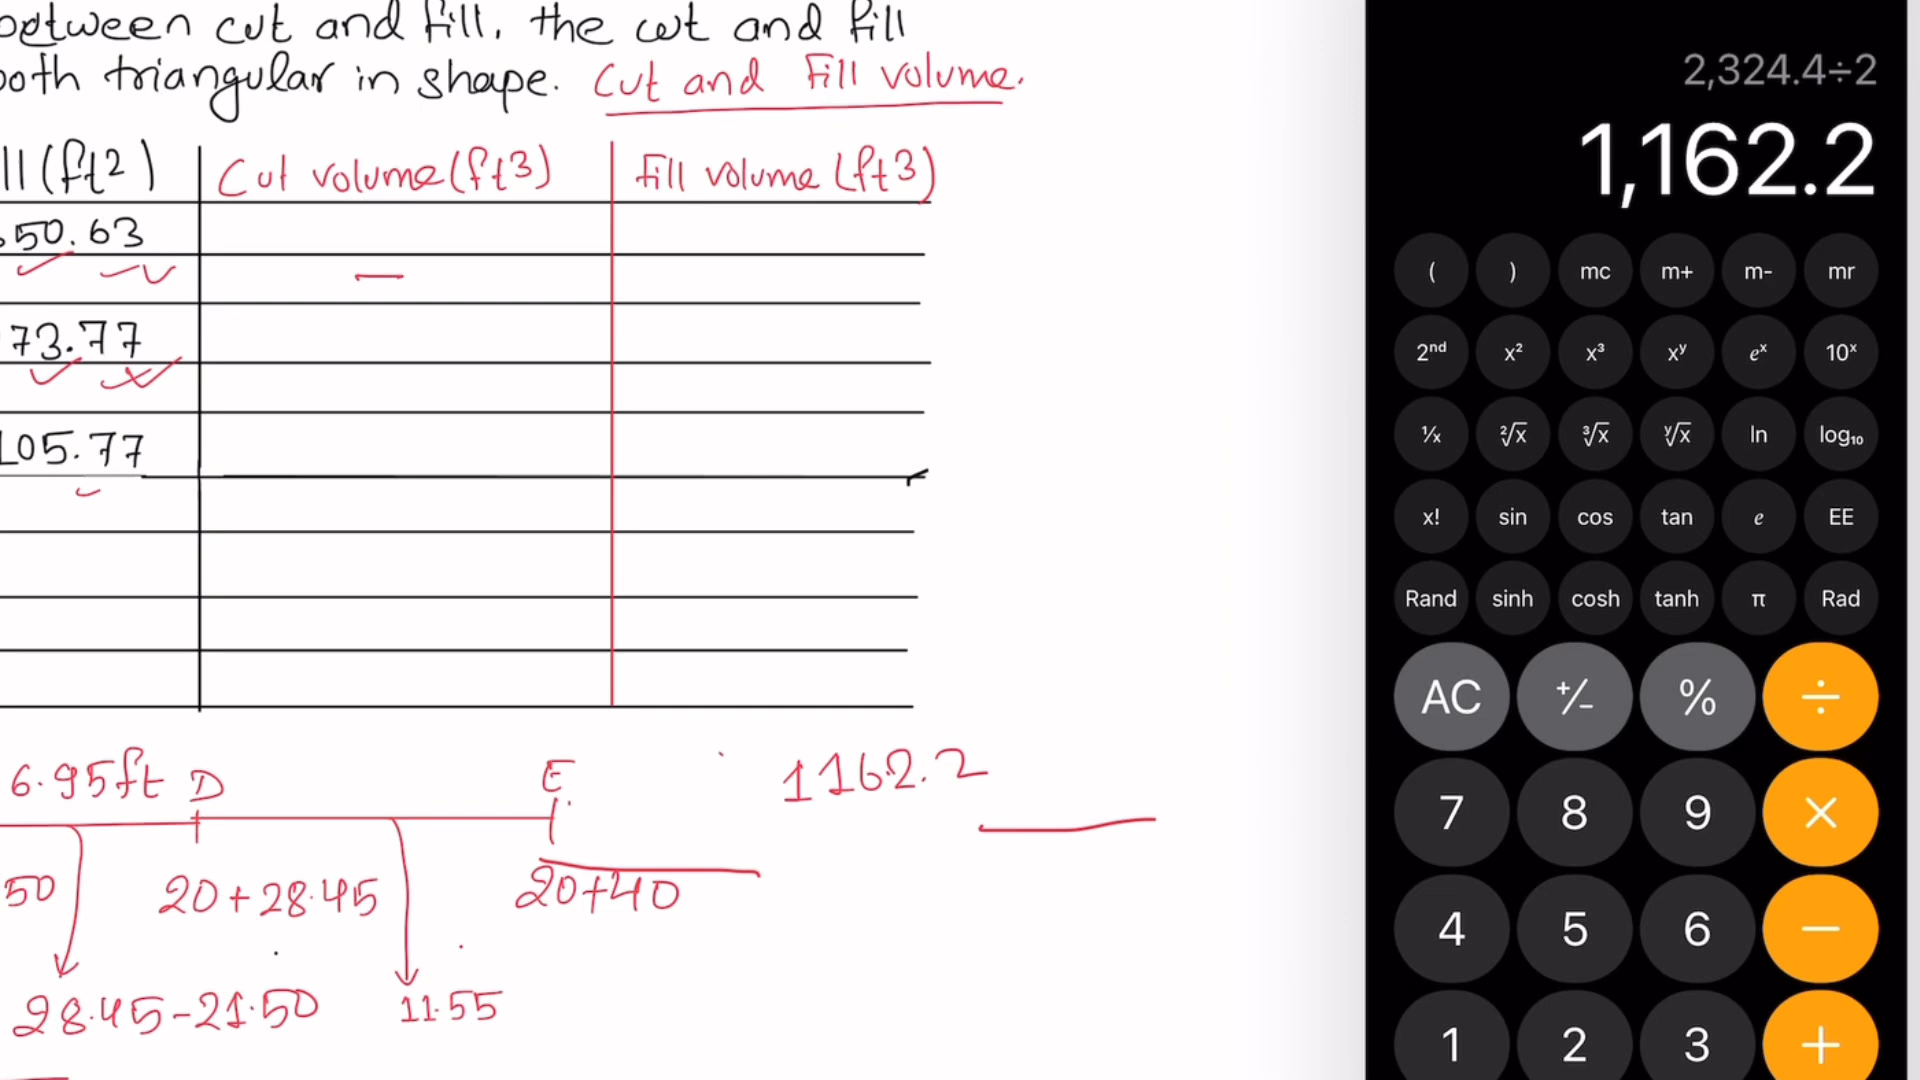 between cut and fill. the cut and fill
both triangular in shape. Cut and Fill volume.
ll (ft2) Cut volume (ft3) Fill volume (ft3)
50.63
73.77
105.77
6.95ft D E 1162.2
50 20+28.45 20+40
28.45-21.50 11.55
2,324.4÷2
1,162.2
( ) mc m+ m- mr
2nd x² x³ xʸ eˣ 10ˣ
¹/x ²√x ³√x ʸ√x ln log₁₀
x! sin cos tan e EE
Rand sinh cosh tanh π Rad
AC +/- % ÷
7 8 9 ×
4 5 6 −
1 2 3 +